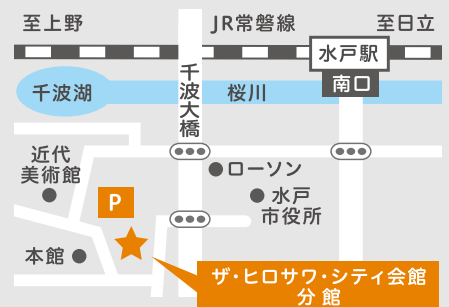 至上野
JR常磐線
至日立
水戸駅
南口
千波湖
千波大橋
桜川
近代
美術館
ローソン
P
水戸
市役所
本館
ザ・ヒロサワ・シティ会館
分館